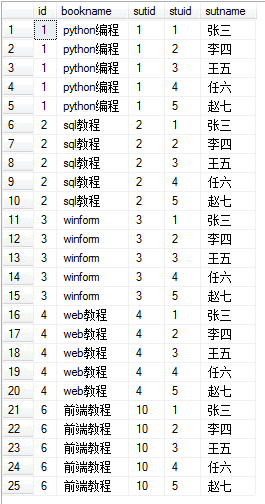 id bookname sutid stuid sutname
1 1 python编程 1 1 张三
2 1 python编程 1 2 李四
3 1 python编程 1 3 王五
4 1 python编程 1 4 任六
5 1 python编程 1 5 赵七
6 2 sql教程 2 1 张三
7 2 sql教程 2 2 李四
8 2 sql教程 2 3 王五
9 2 sql教程 2 4 任六
10 2 sql教程 2 5 赵七
11 3 winform 3 1 张三
12 3 winform 3 2 李四
13 3 winform 3 3 王五
14 3 winform 3 4 任六
15 3 winform 3 5 赵七
16 4 web教程 4 1 张三
17 4 web教程 4 2 李四
18 4 web教程 4 3 王五
19 4 web教程 4 4 任六
20 4 web教程 4 5 赵七
21 6 前端教程 10 1 张三
22 6 前端教程 10 2 李四
23 6 前端教程 10 3 王五
24 6 前端教程 10 4 任六
25 6 前端教程 10 5 赵七